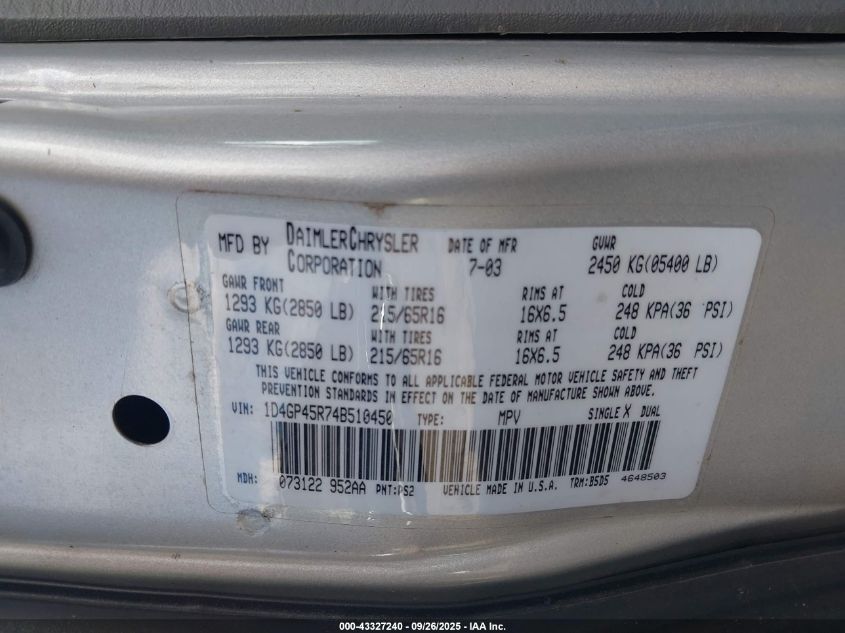 MFD BY DAIMLERCHRYSLER CORPORATION DATE OF MFR 7-03 GVWR 2450 KG(05400 LB)
GAWR FRONT WITH TIRES RIMS AT COLD
1293 KG(2850 LB) 215/65R16 16X6.5 248 KPA(36 PSI)
GAWR REAR WITH TIRES RIMS AT COLD
1293 KG(2850 LB) 215/65R16 16X6.5 248 KPA(36 PSI)
THIS VEHICLE CONFORMS TO ALL APPLICABLE FEDERAL MOTOR VEHICLE SAFETY AND THEFT
PREVENTION STANDARDS IN EFFECT ON THE DATE OF MANUFACTURE SHOWN ABOVE.
VIN: 1D4GP45R74B510450 TYPE: MPV SINGLE X DUAL
MDH: 073122 952AA PNT:PS2 VEHICLE MADE IN U.S.A. TRM:B5D5 4648503
000-43327240 - 09/26/2025 - IAA Inc.